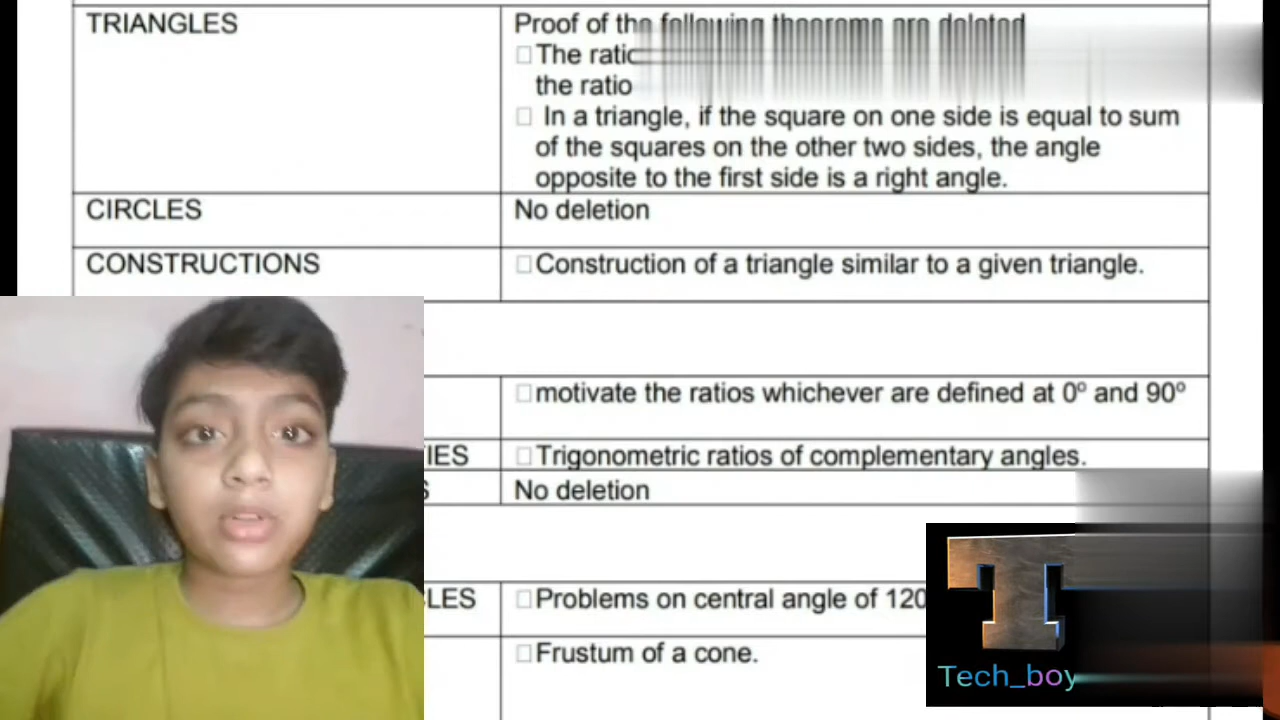 TRIANGLES
Proof of the following theorems are deleted
The ratio
the ratio
In a triangle, if the square on one side is equal to sum
of the squares on the other two sides, the angle
opposite to the first side is a right angle.
CIRCLES
No deletion
CONSTRUCTIONS
Construction of a triangle similar to a given triangle.
motivate the ratios whichever are defined at 0º and 90º
TIES
Trigonometric ratios of complementary angles.
S
No deletion
CLES
Problems on central angle of 120
Frustum of a cone.
T
Tech_boy